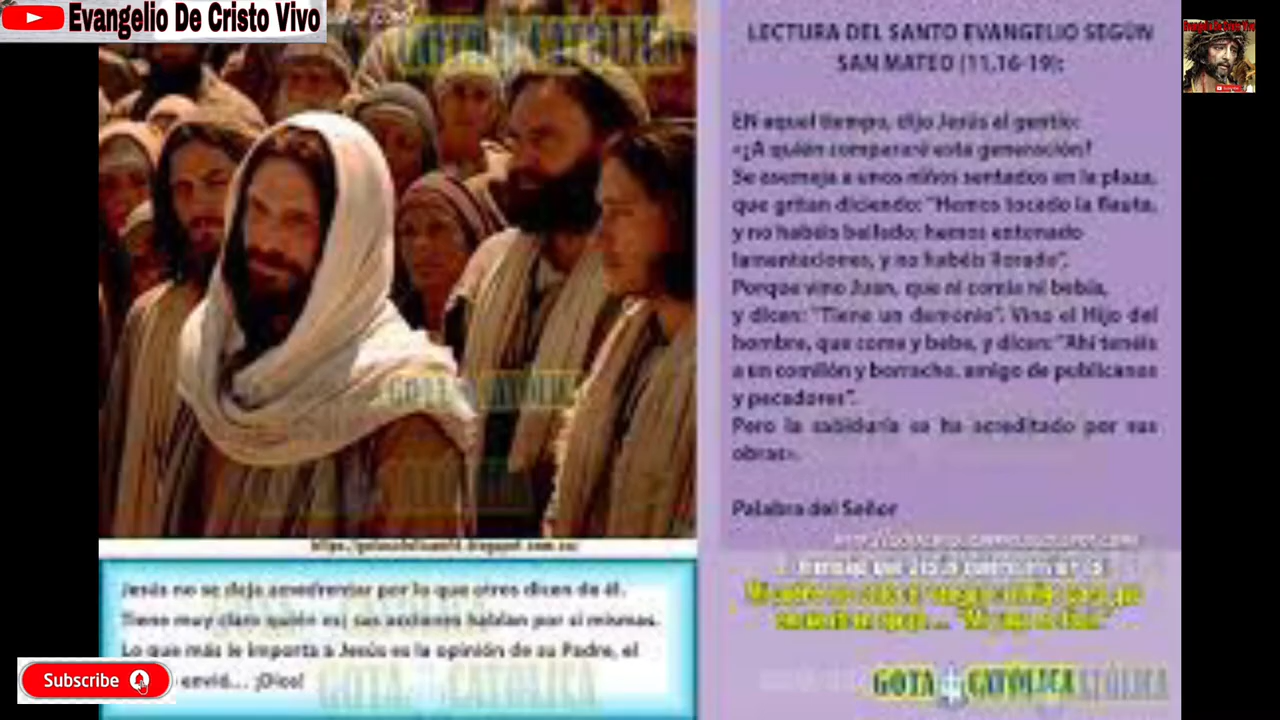 Evangelio De Cristo Vivo
GOTA CATÓLICA
LECTURA DEL SANTO EVANGELIO SEGÚN
SAN MATEO (11,16-19):
EN aquel tiempo, dijo Jesús al gentío:
«¿A quién compararé esta generación?
Se asemeja a unos niños sentados en la plaza,
que gritan diciendo: "Hemos tocado la flauta,
y no habéis bailado; hemos entonado
lamentaciones, y no habéis llorado".
Porque vino Juan, que ni comía ni bebía,
y dicen: "Tiene un demonio". Vino el Hijo del
hombre, que come y bebe, y dicen: "Ahí tenéis
a un comilón y borracho, amigo de publicanos
y pecadores".
Pero la sabiduría se ha acreditado por sus
obras».
Palabra del Señor
Jesús no se deja amedrentar por lo que otros dicen de él.
Tiene muy claro quién es; sus acciones hablan por sí mismas.
Lo que más le importa a Jesús es la opinión de su Padre, el
envió... ¡Dios!
Subscribe
GOTA CATÓLICA